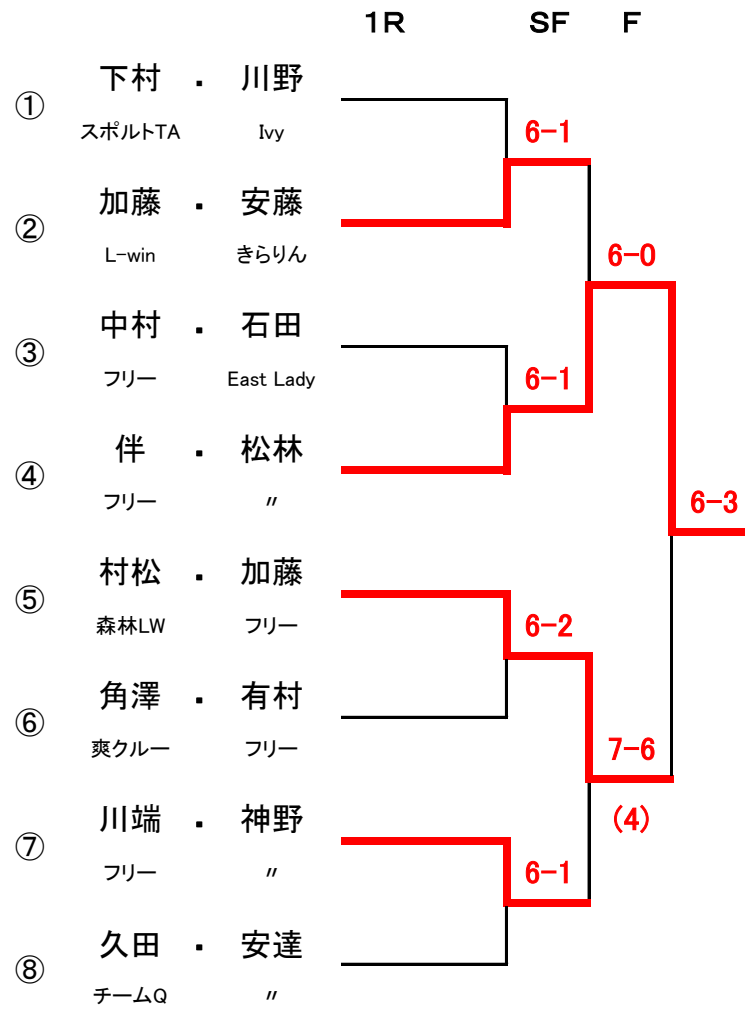 1R SF F
下村 ・ 川野
①
スポルトTA Ivy
6-1
加藤 ・ 安藤
②
L-win きらりん
6-0
中村 ・ 石田
③
フリー East Lady
6-1
伴 ・ 松林
④
フリー 〃
6-3
村松 ・ 加藤
⑤
森林LW フリー
6-2
角澤 ・ 有村
⑥
爽クルー フリー
7-6
(4)
川端 ・ 神野
⑦
フリー 〃
6-1
久田 ・ 安達
⑧
チームQ 〃